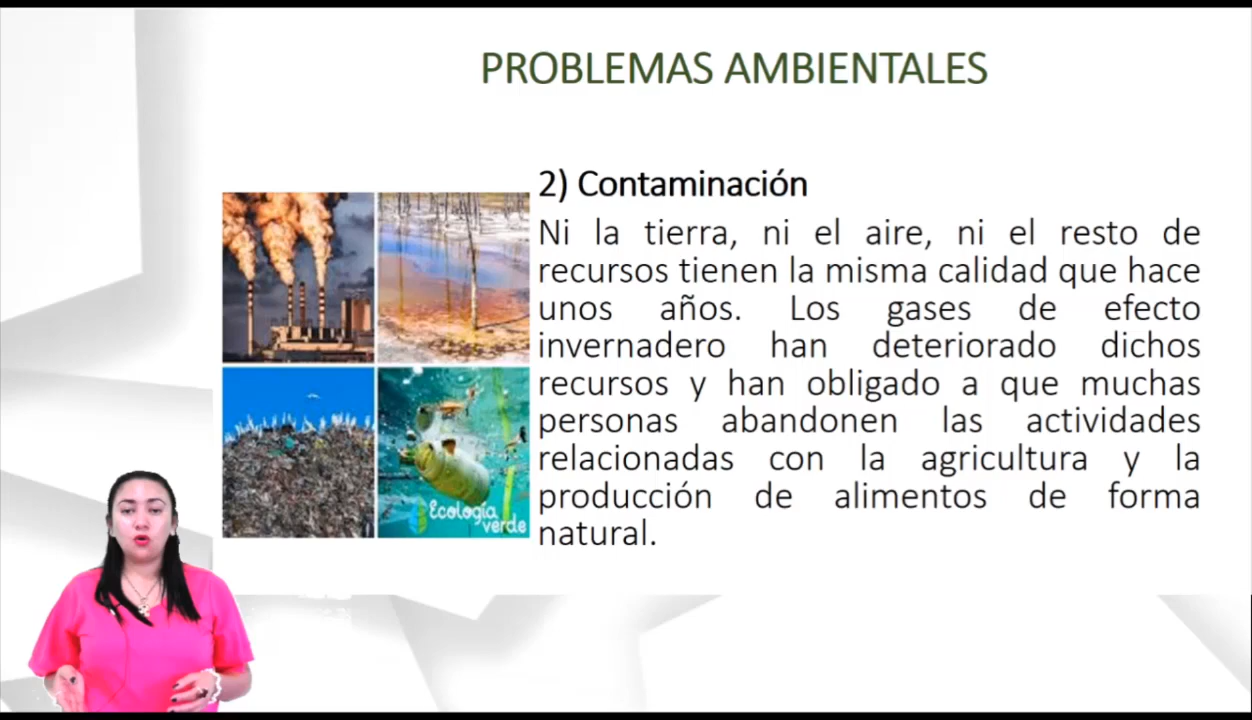 PROBLEMAS AMBIENTALES
2) Contaminación
Ni la tierra, ni el aire, ni el resto de
recursos tienen la misma calidad que hace
unos años. Los gases de efecto
invernadero han deteriorado dichos
recursos y han obligado a que muchas
personas abandonen las actividades
relacionadas con la agricultura y la
producción de alimentos de forma
natural.
Ecología
verde